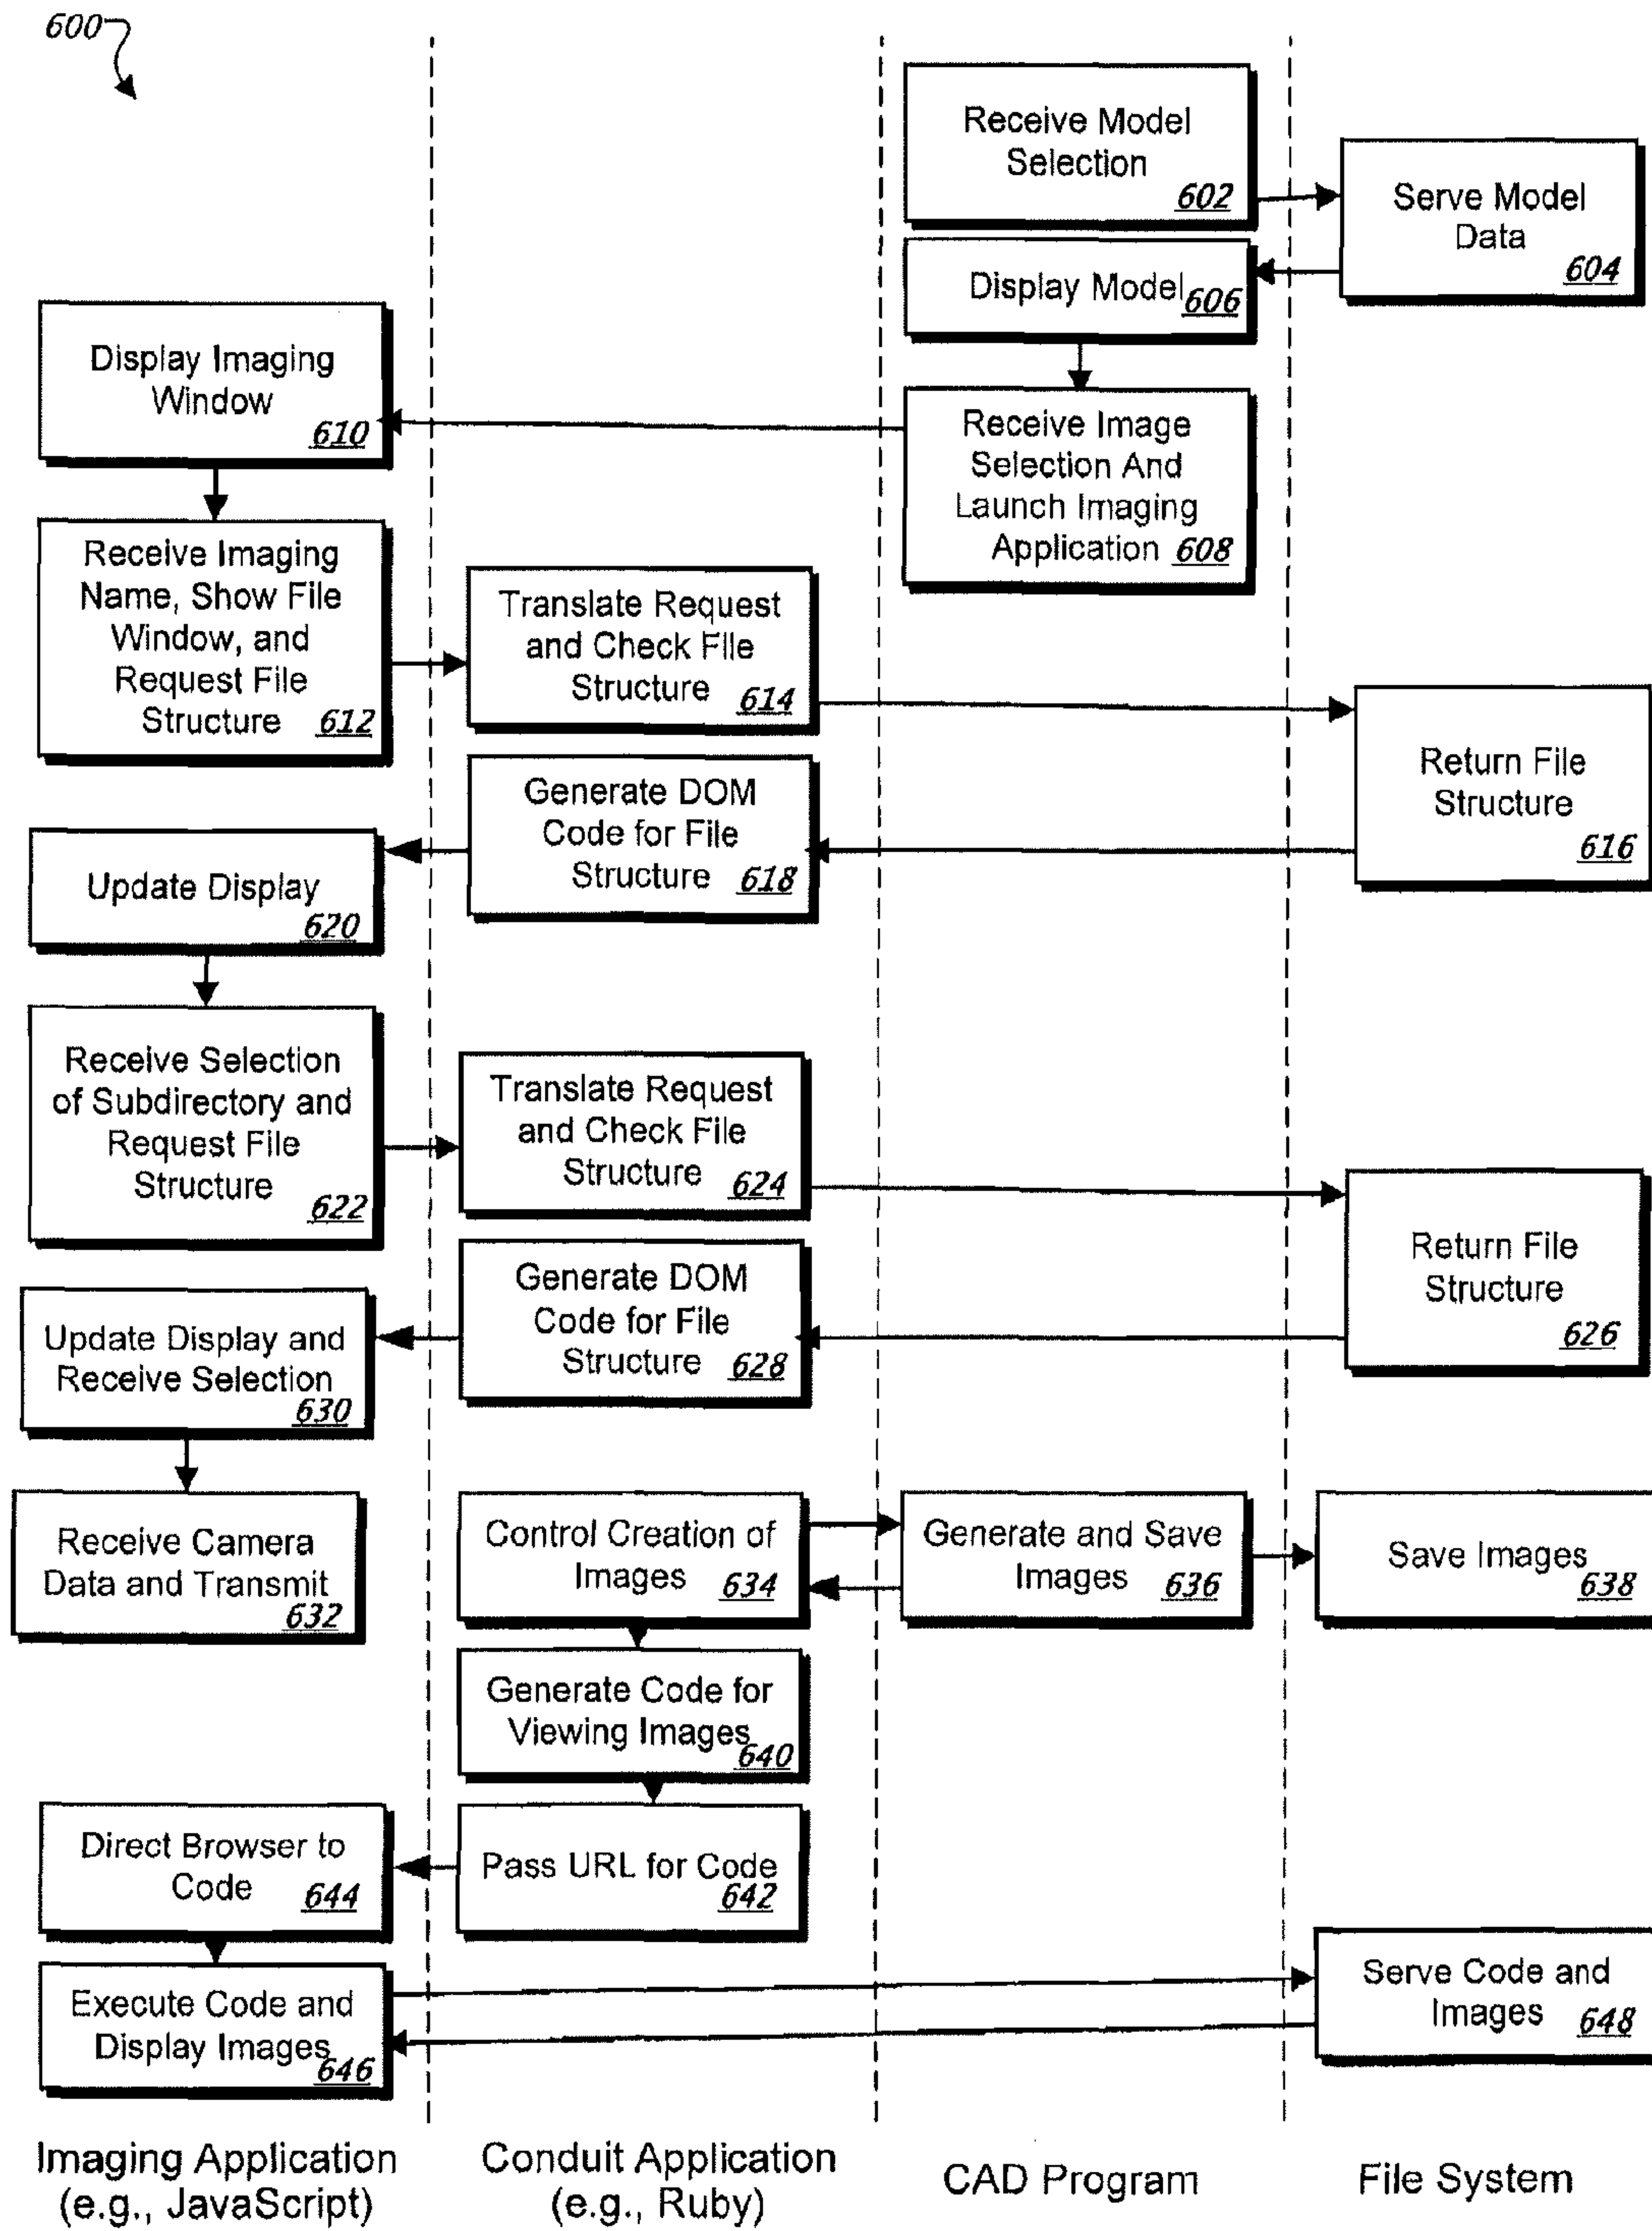 600
Receive Model
Selection
602
Serve Model
Data
604
Display Model
606
Display Imaging
Window
610
Receive Image
Selection And
Launch Imaging
Application 608
Receive Imaging
Name, Show File
Window, and
Request File
Structure 612
Translate Request
and Check File
Structure 614
Return File
Structure
616
Generate DOM
Code for File
Structure 618
Update Display
620
Receive Selection
of Subdirectory and
Request File
Structure
622
Translate Request
and Check File
Structure 624
Return File
Structure
626
Generate DOM
Code for File
Structure 628
Update Display and
Receive Selection
630
Receive Camera
Data and Transmit
632
Control Creation of
Images 634
Generate and Save
Images 636
Save Images 638
Generate Code for
Viewing Images
640
Direct Browser to
Code 644
Pass URL for Code
642
Execute Code and
Display Images
646
Serve Code and
Images 648
Imaging Application
(e.g., JavaScript)
Conduit Application
(e.g., Ruby)
CAD Program
File System